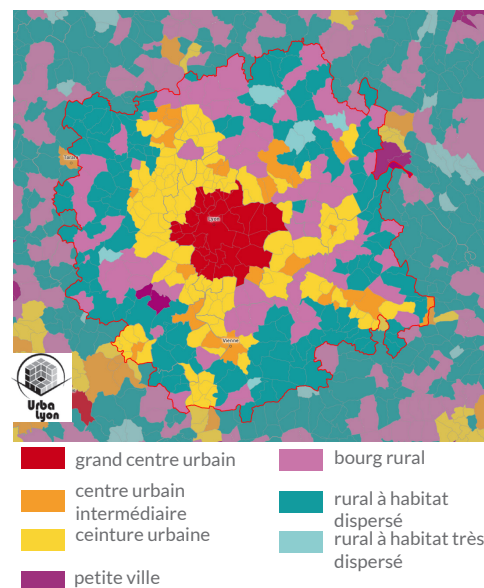 Tarare
Lyon
Vienne
Urba
Lyon
grand centre urbain
centre urbain
intermédiaire
ceinture urbaine
petite ville
bourg rural
rural à habitat
dispersé
rural à habitat très
dispersé